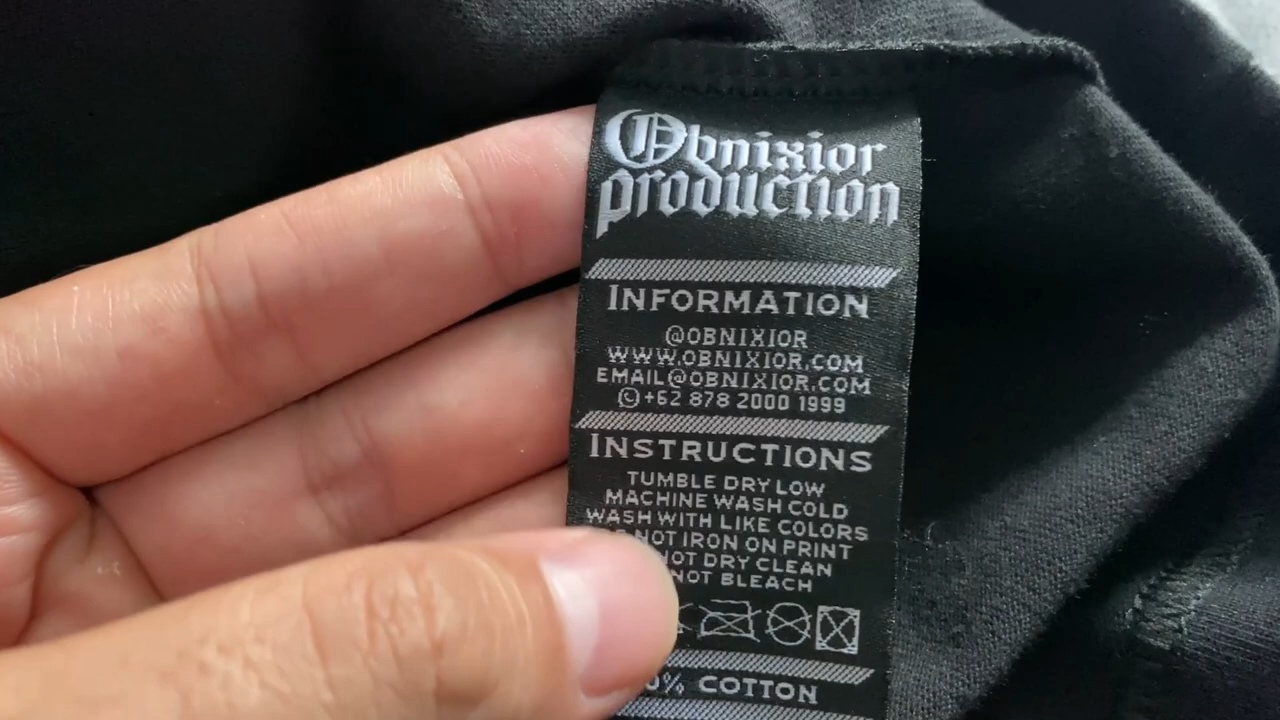 Obnixior
production
INFORMATION
@OBNIXIOR
WWW.OBNIXIOR.COM
EMAIL@OBNIXIOR.COM
+62 878 2000 1999
INSTRUCTIONS
TUMBLE DRY LOW
MACHINE WASH COLD
WASH WITH LIKE COLORS
NOT IRON ON PRINT
NOT DRY CLEAN
NOT BLEACH
COTTON